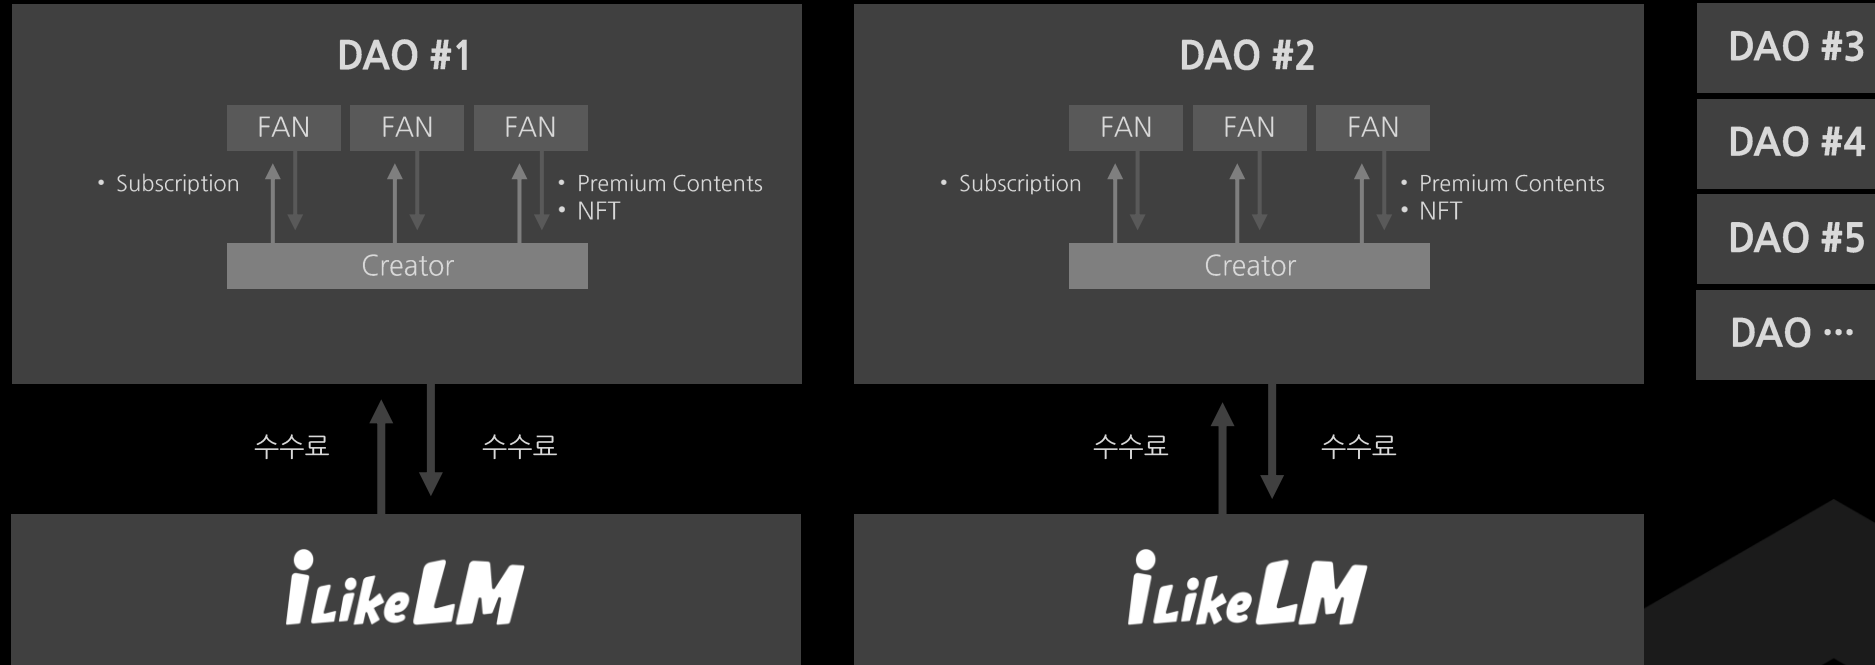 DAO #1
FAN FAN FAN
• Subscription
• Premium Contents
• NFT
Creator
수수료 수수료
iLikeLM
DAO #2
FAN FAN FAN
• Subscription
• Premium Contents
• NFT
Creator
수수료 수수료
iLikeLM
DAO #3
DAO #4
DAO #5
DAO ···